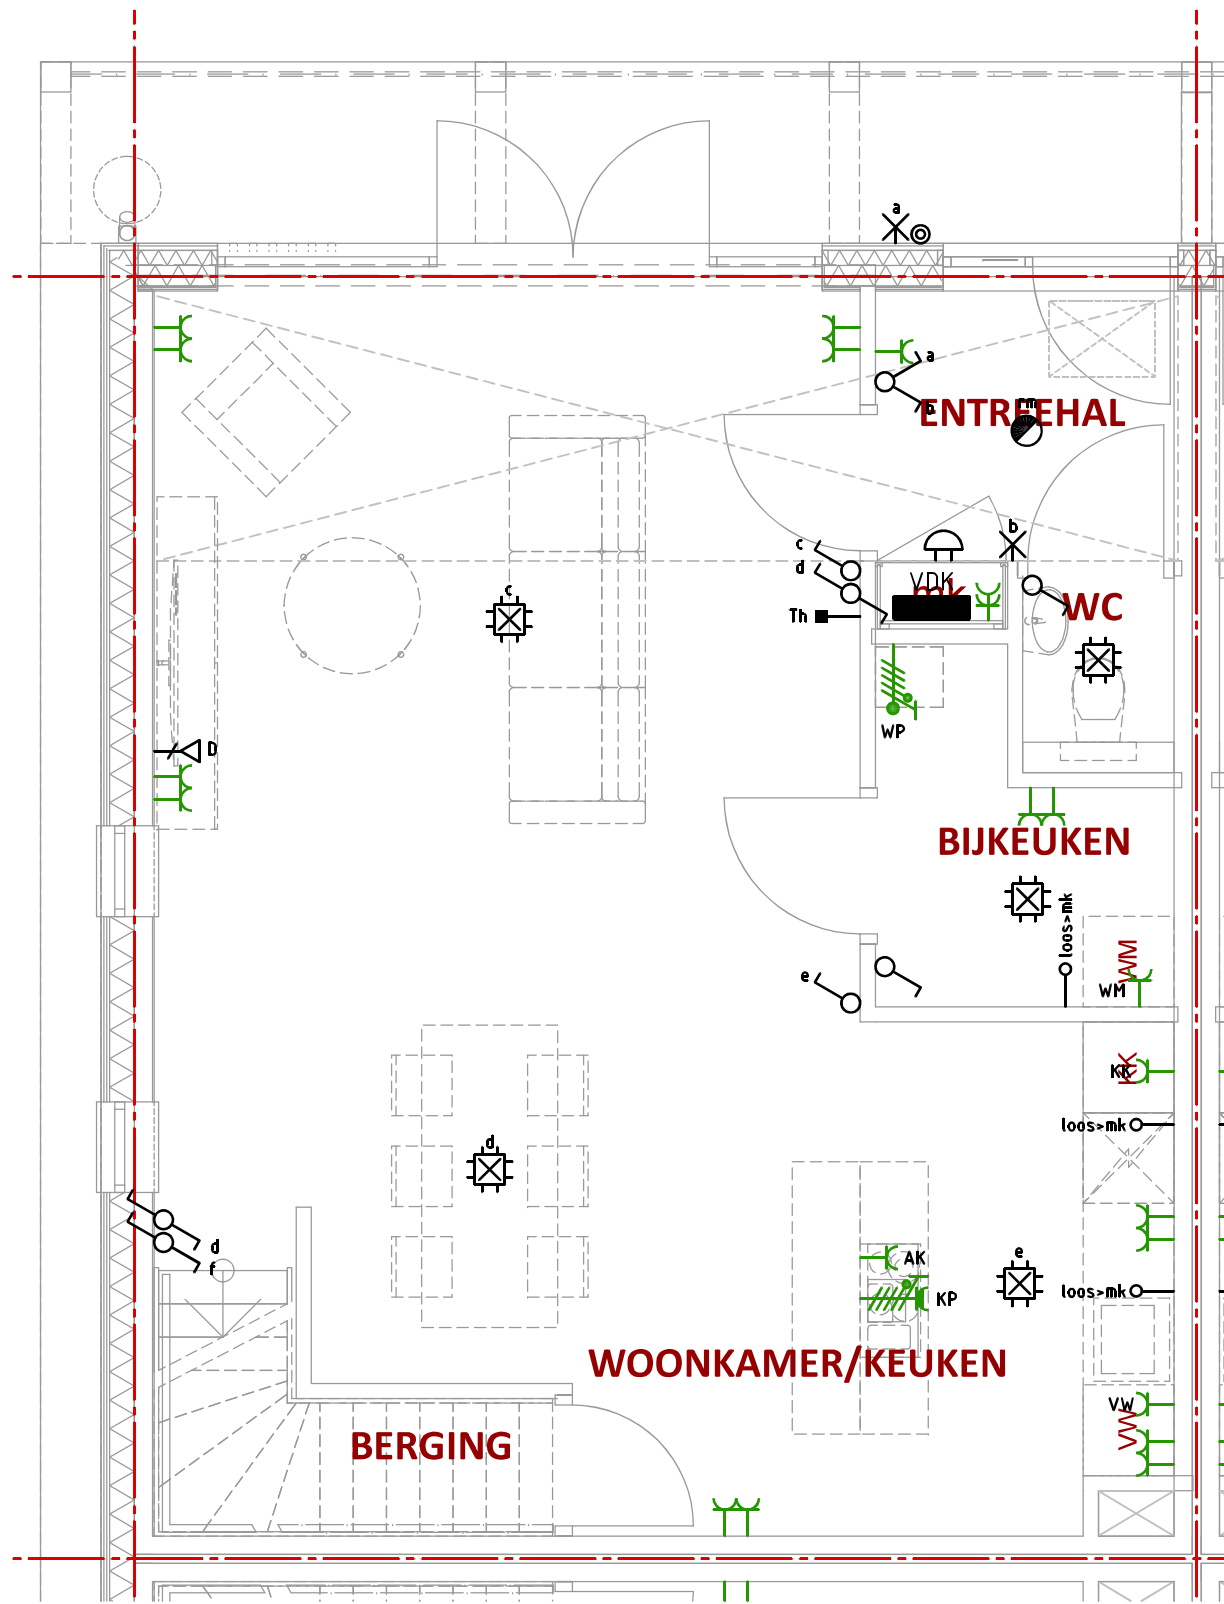 a
a
b
ENTREEHAL
rm
b
c
d
VDK
mk
c
WC
Th
WP
D
BIJKEUKEN
loos>mk
WM
e
WM
KK
KK
loos>mk
d
d
f
e
AK
loos>mk
KP
WOONKAMER/KEUKEN
VW
VW
BERGING